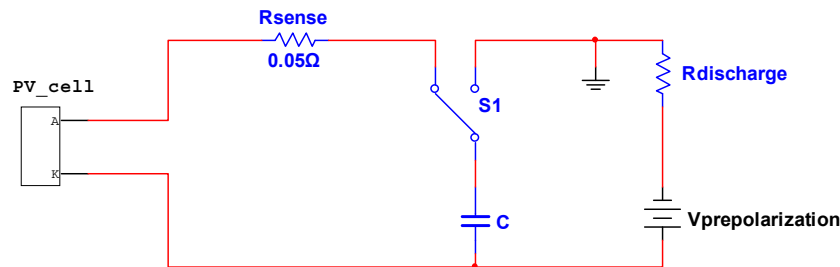 Rsense
0.05Ω
PV_cell
A
K
S1
Rdischarge
C
Vprepolarization